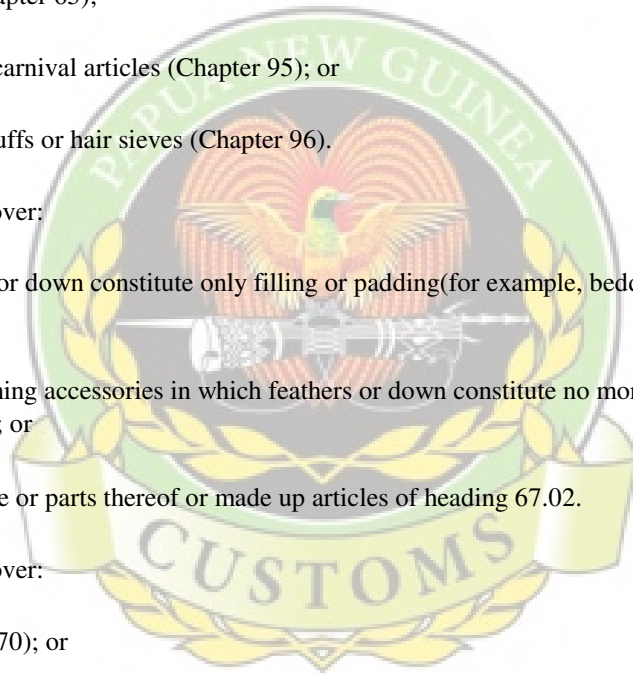 apter 65);
carnival articles (Chapter 95); or
uffs or hair sieves (Chapter 96).
PAPUA NEW GUINEA
over:
or down constitute only filling or padding(for example, bedd
ning accessories in which feathers or down constitute no mor
; or
e or parts thereof or made up articles of heading 67.02.
CUSTOMS
over:
70); or